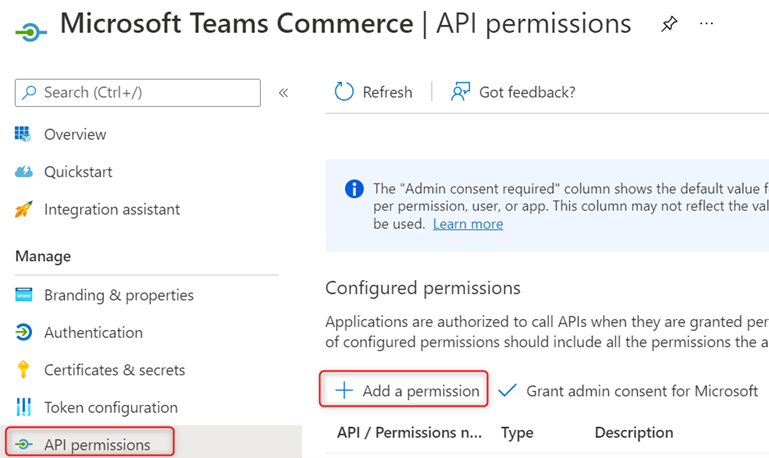 Microsoft Teams Commerce | API permissions
Search (Ctrl+/)
Overview
Quickstart
Integration assistant
Manage
Branding & properties
Authentication
Certificates & secrets
Token configuration
API permissions
Refresh
Got feedback?
The "Admin consent required" column shows the default value f
per permission, user, or app. This column may not reflect the val
be used. Learn more
Configured permissions
Applications are authorized to call APIs when they are granted per
of configured permissions should include all the permissions the a
Add a permission
Grant admin consent for Microsoft
API / Permissions n... Type Description